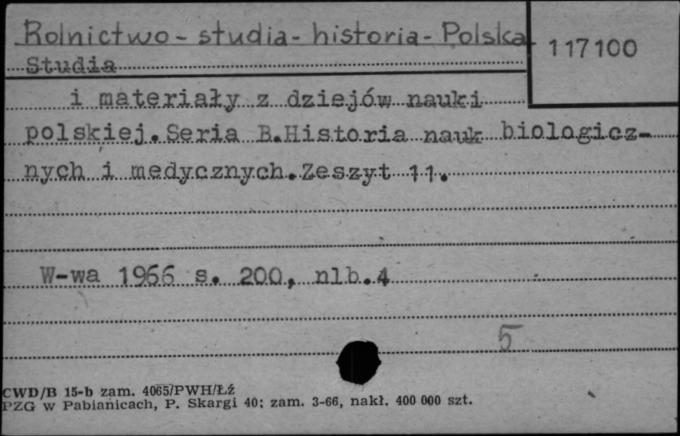 Rolnictwo - studia - historia - Polska
117100
Studia
i materiały z dziejów nauki
polskiej.Seria B.Historia nauk biologicz-
nych i medycznych.Zeszyt 11.
W-wa 1966 s. 200, nlb.4
5
CWD/B 15-b zam. 4065/PWH/Łź
PZG w Pabianicach, P. Skargi 40; zam. 3-66, nakł. 400 000 szt.